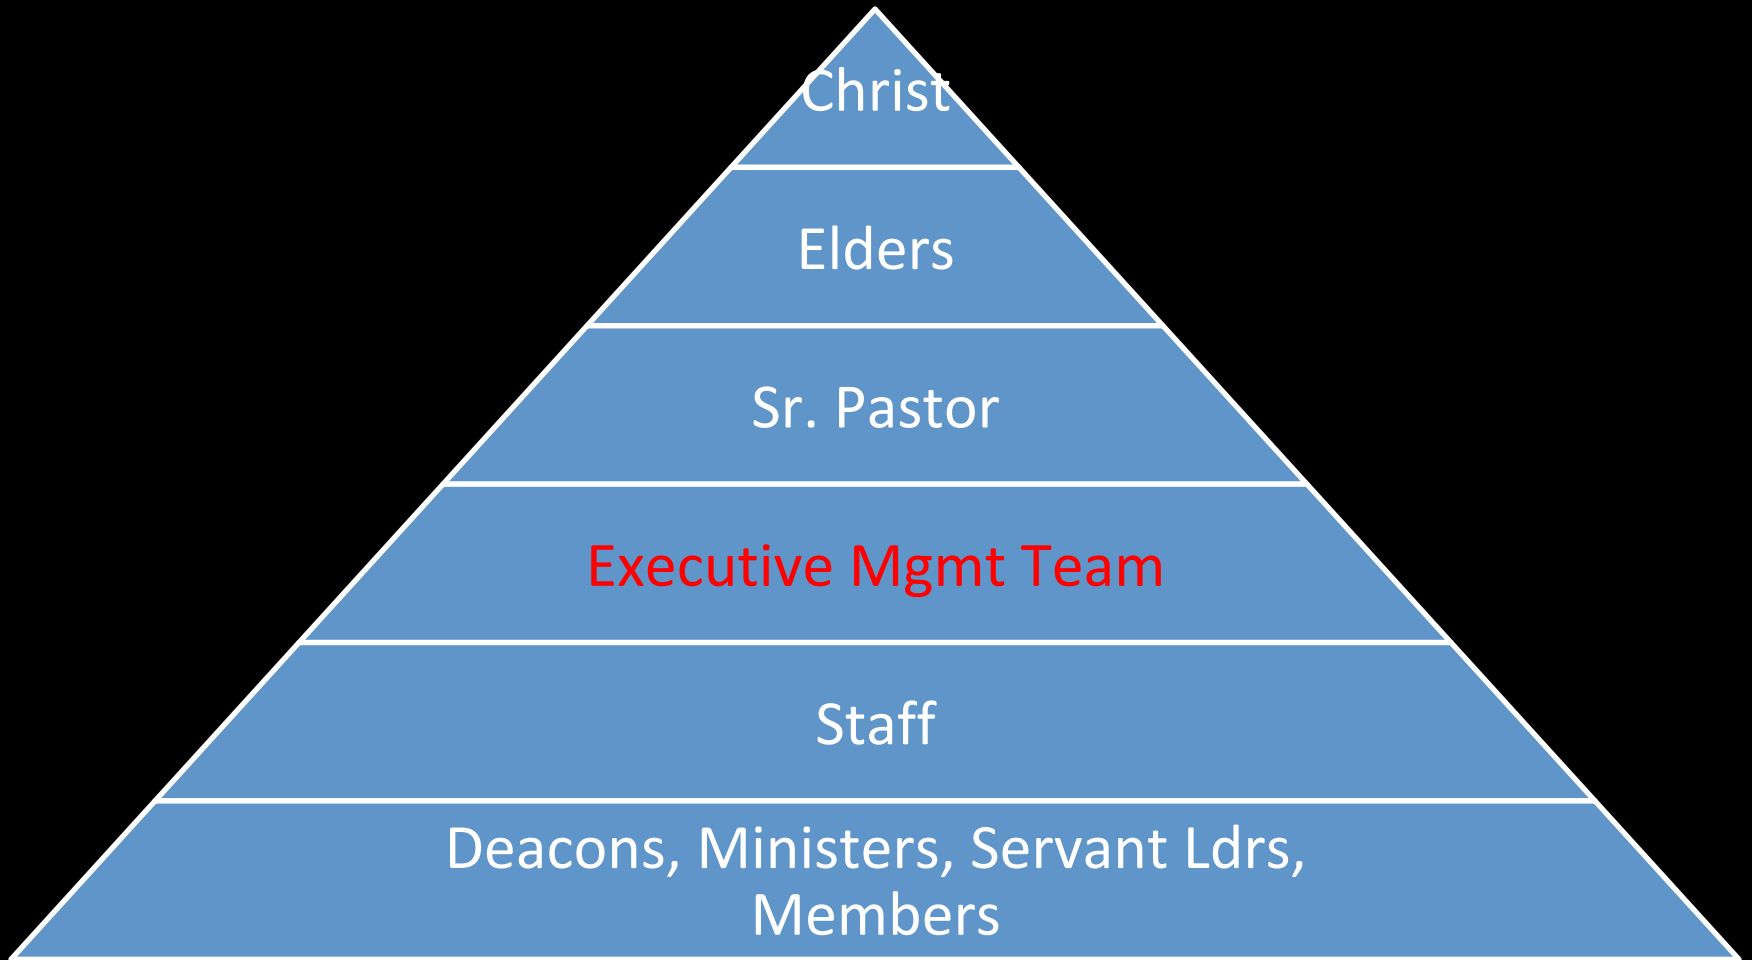 Christ
Elders
Sr. Pastor
Executive Mgmt Team
Staff
Deacons, Ministers, Servant Ldrs,
Members